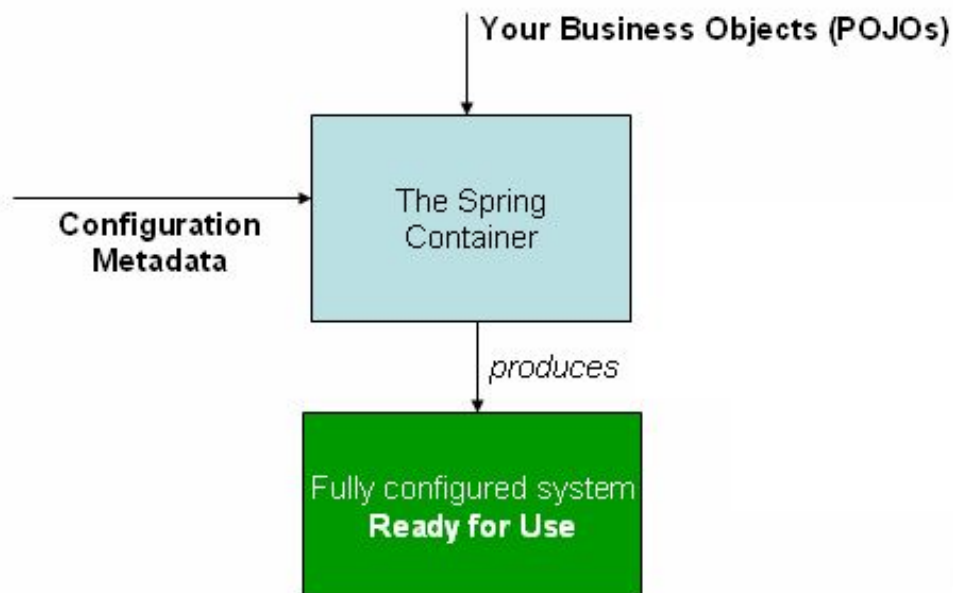 Your Business Objects (POJOs)
The Spring
Container
Configuration
Metadata
produces
Fully configured system
Ready for Use